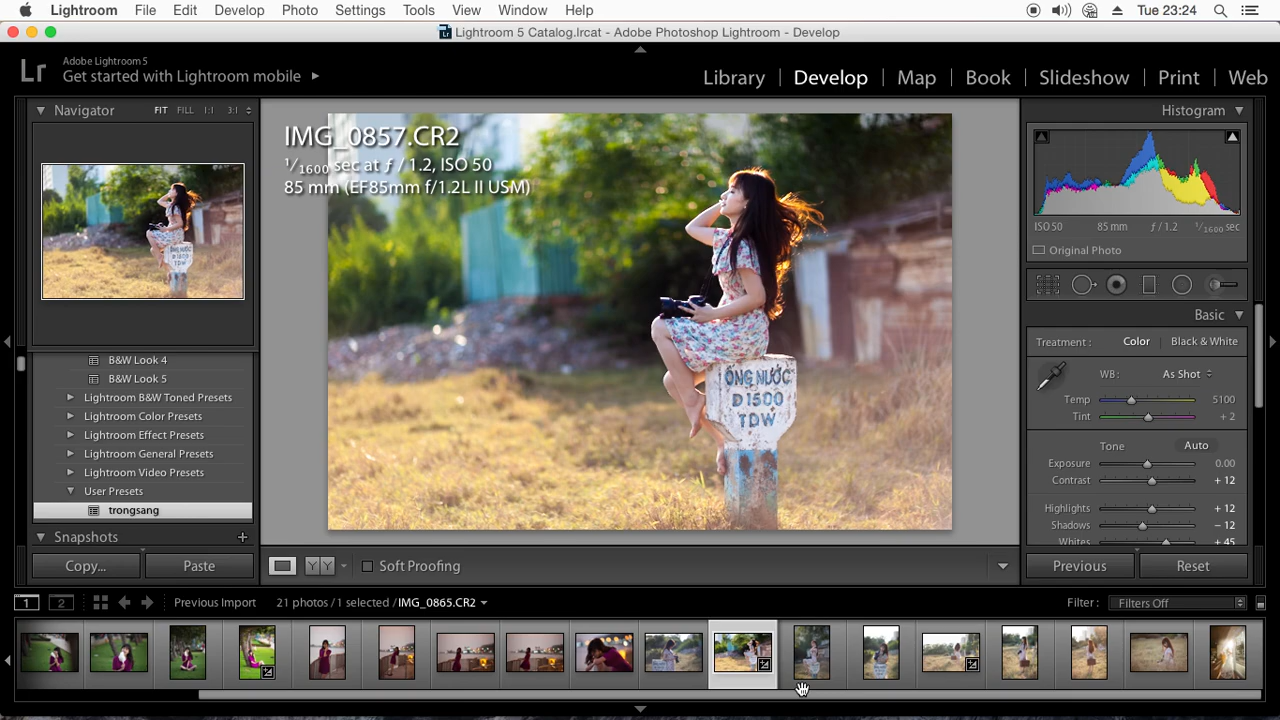 Lightroom File Edit Develop Photo Settings Tools View Window Help Tue 23:24
Lightroom 5 Catalog.lrcat - Adobe Photoshop Lightroom - Develop
Lr
Adobe Lightroom 5
Get started with Lightroom mobile
Library Develop Map Book Slideshow Print Web
Navigator FIT FILL 1:1 3:1
IMG_0857.CR2
1/1600 sec at ƒ / 1.2, ISO 50
85 mm (EF85mm f/1.2L II USM)
ỐNG NƯỚC
D1500
TDW
ỐNG NƯỚC
D 1500
TDW
B&W Look 4
B&W Look 5
Lightroom B&W Toned Presets
Lightroom Color Presets
Lightroom Effect Presets
Lightroom General Presets
Lightroom Video Presets
User Presets
trongsang
Snapshots
Copy... Paste
Histogram
ISO 50 85 mm ƒ / 1.2 1/1600 sec
Original Photo
Basic
Treatment : Color Black & White
WB: As Shot
Temp 5100
Tint + 2
Tone Auto
Exposure 0.00
Contrast + 12
Highlights + 12
Shadows − 12
Whites + 45
Previous Reset
Y Y Soft Proofing
1 2 Previous Import 21 photos / 1 selected / IMG_0865.CR2 Filter : Filters Off